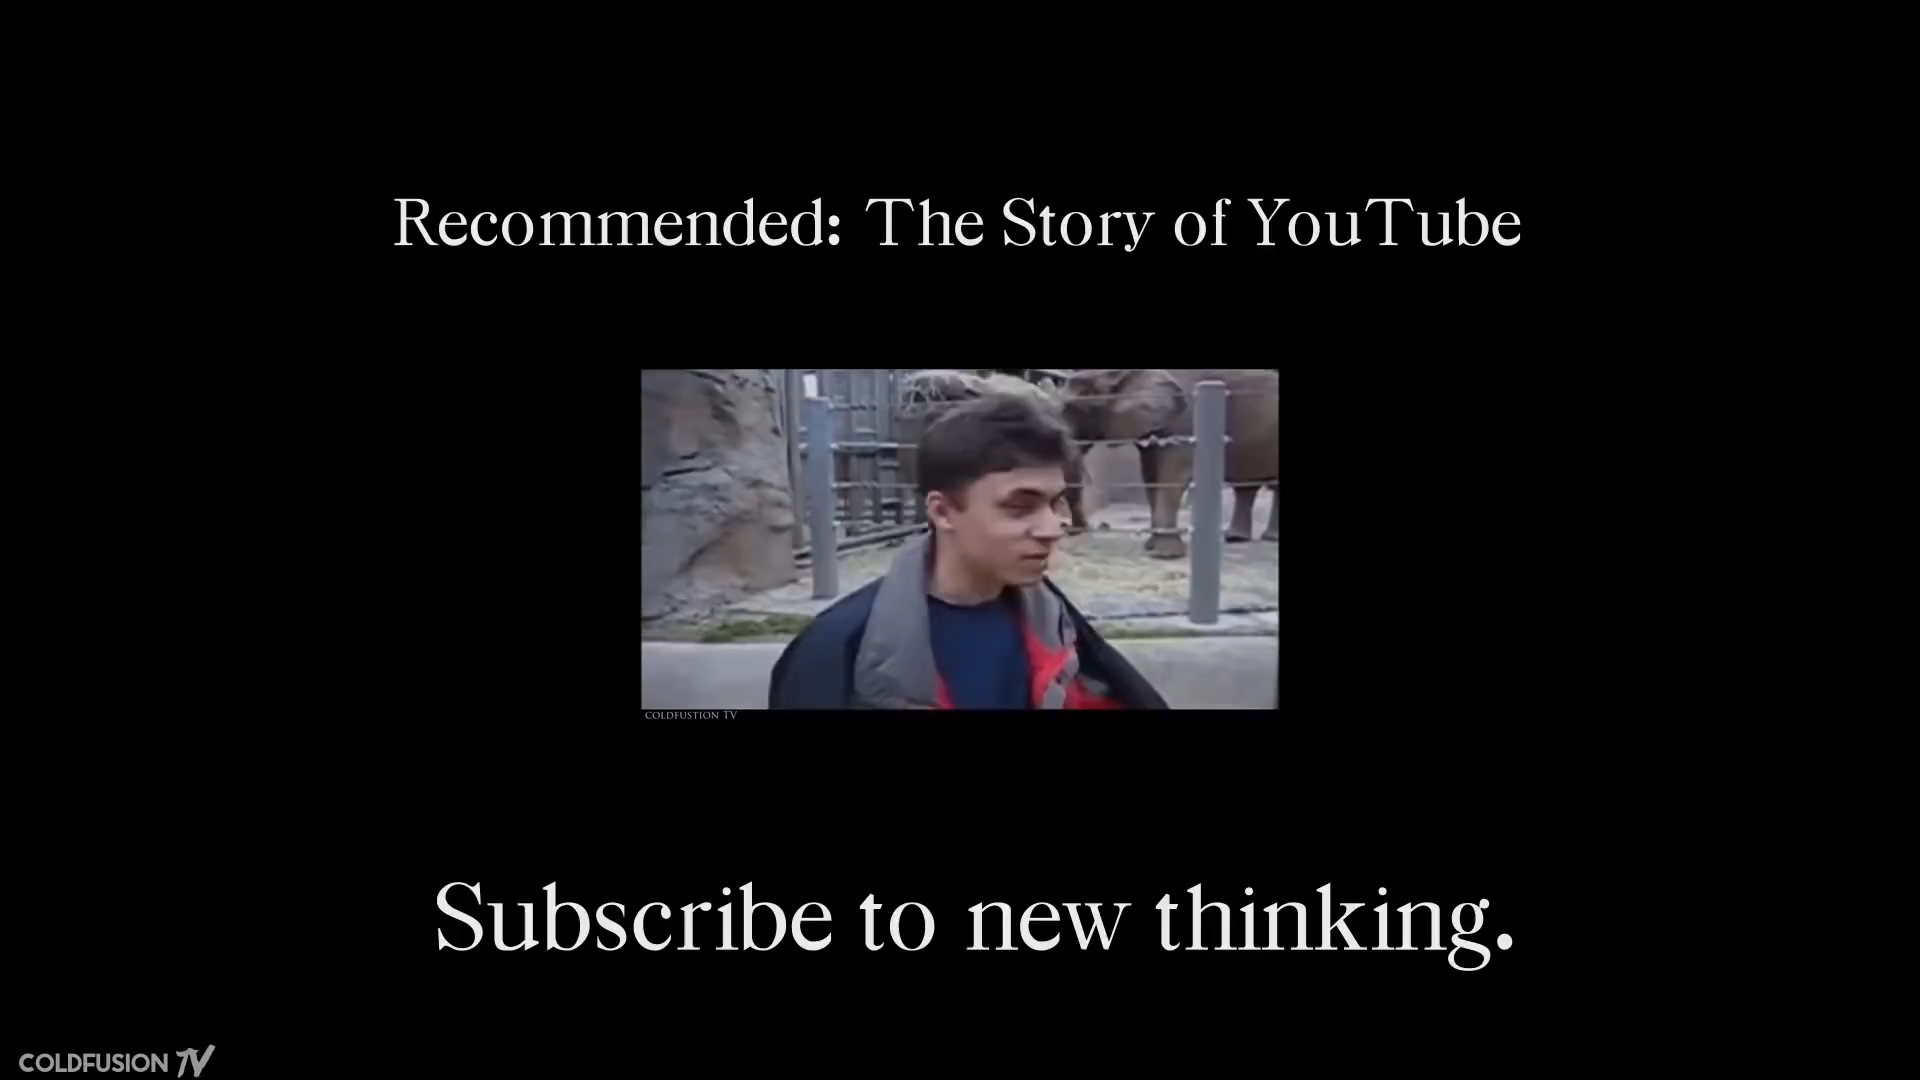 Recommended: The Story of YouTube
COLDFUSTION TV
Subscribe to new thinking.
COLDFUSION TV